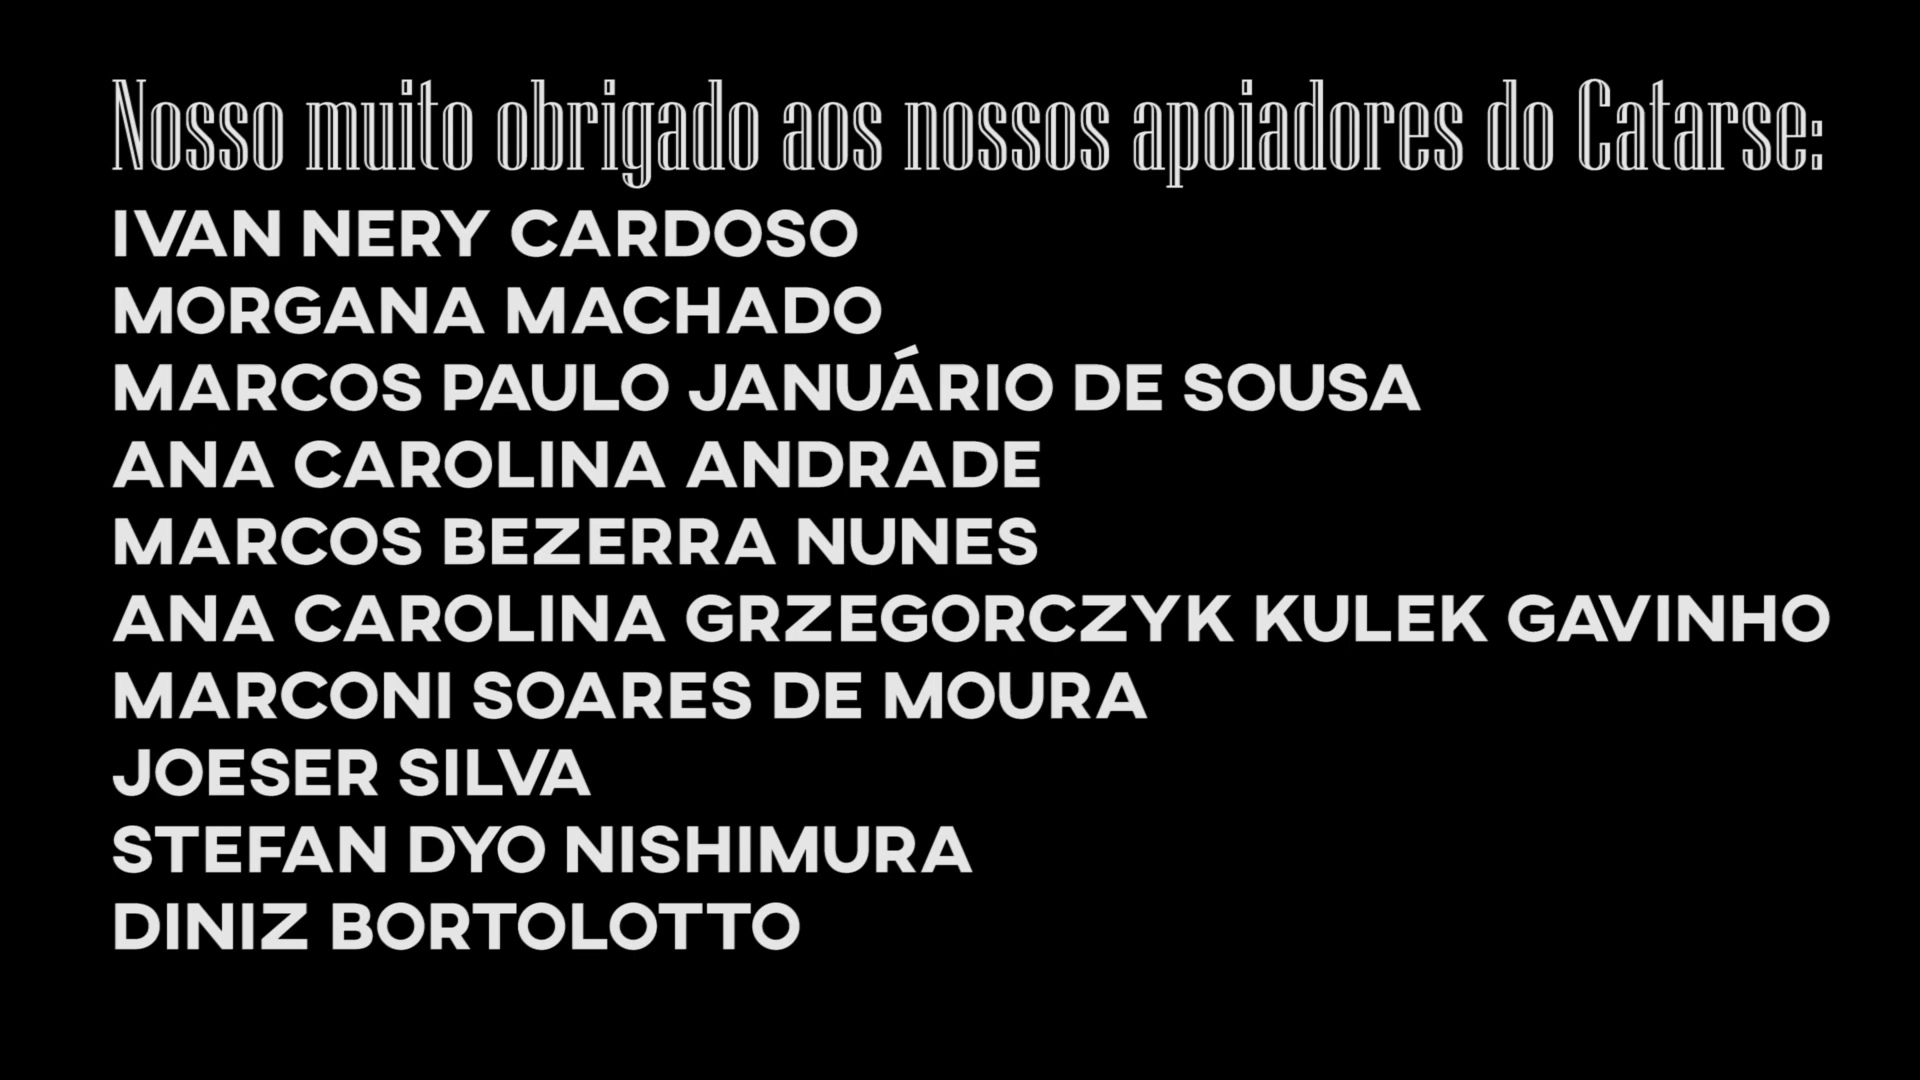 Nosso muito obrigado aos nossos apoiadores do Catarse:
IVAN NERY CARDOSO
MORGANA MACHADO
MARCOS PAULO JANUÁRIO DE SOUSA
ANA CAROLINA ANDRADE
MARCOS BEZERRA NUNES
ANA CAROLINA GRZEGORCZYK KULEK GAVINHO
MARCONI SOARES DE MOURA
JOESER SILVA
STEFAN DYO NISHIMURA
DINIZ BORTOLOTTO